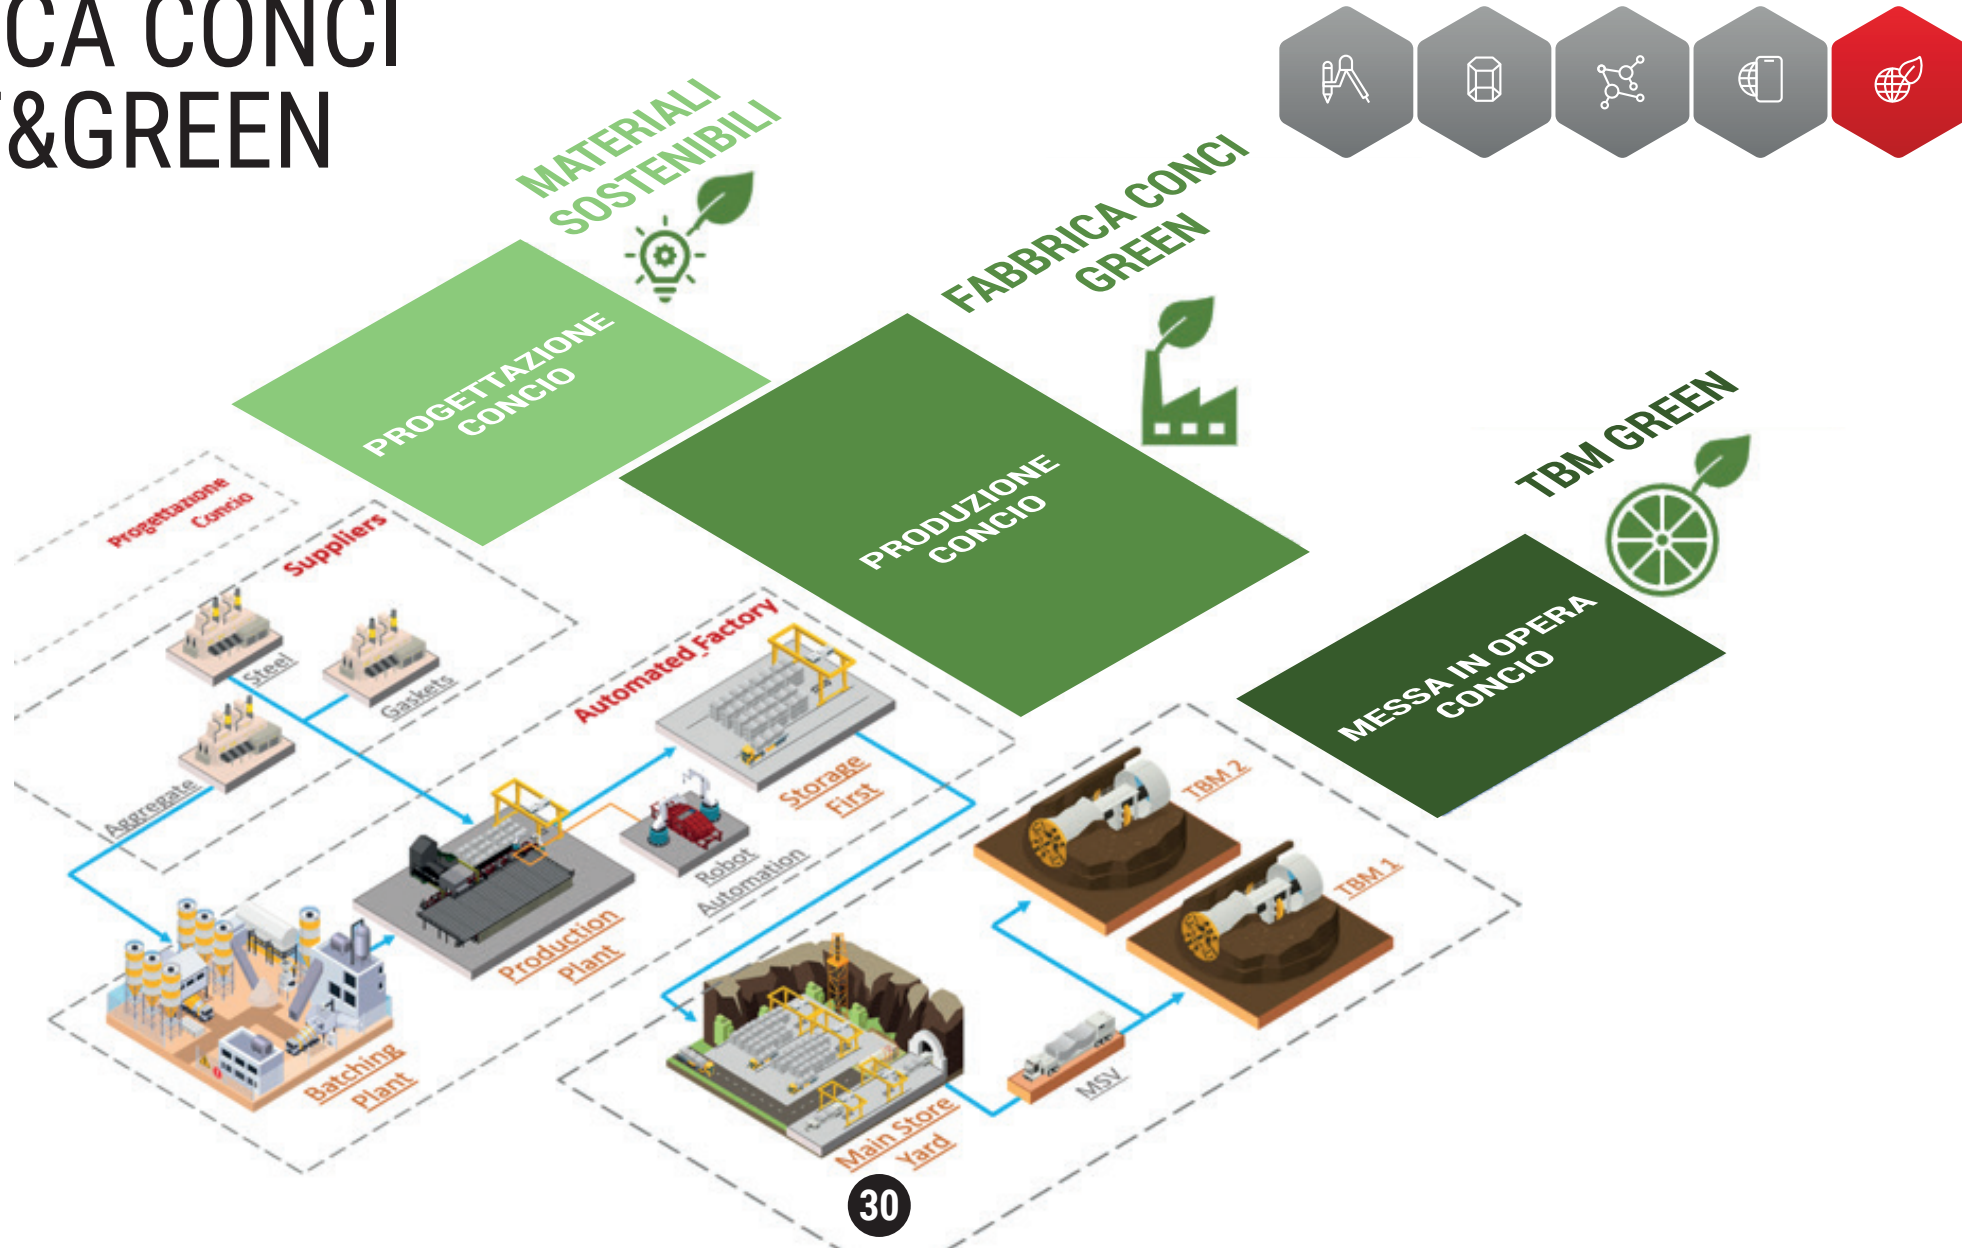 CA CONCI
&GREEN
MATERIALI
SOSTENIBILI
FABBRICA CONCI
GREEN
TBM GREEN
PROGETTAZIONE
CONCIO
PRODUZIONE
CONCIO
MESSA IN OPERA
CONCIO
Progettazione
Concio
Suppliers
Steel
Gaskets
Aggregate
Automated Factory
Storage
First
Robot
Automation
Production
Plant
Batching
Plant
TBM 2
TBM 1
MSV
Main Store
Yard
30